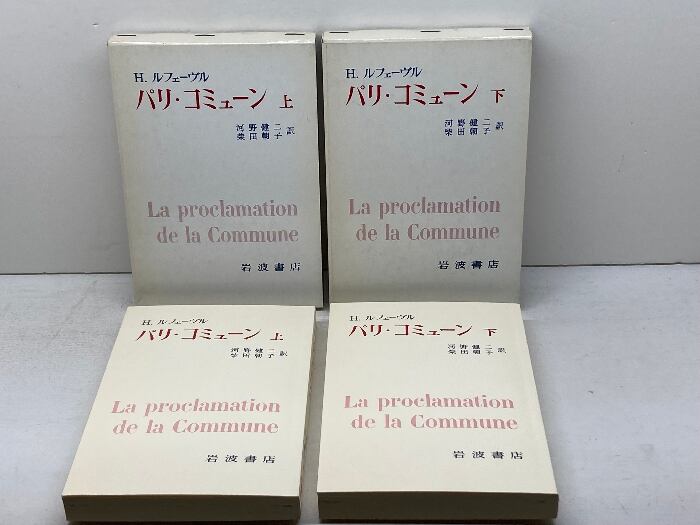 H. ルフェーヴル
パリ・コミューン 上
河野健二
柴田朝子 訳
La proclamation
de la Commune
岩波書店
H. ルフェーヴル
パリ・コミューン 下
河野健二
柴田朝子 訳
La proclamation
de la Commune
岩波書店
H. ルフェーヴル
パリ・コミューン 上
河野健二
柴田朝子 訳
La proclamation
de la Commune
岩波書店
H. ルフェーヴル
パリ・コミューン 下
河野健二
柴田朝子 訳
La proclamation
de la Commune
岩波書店